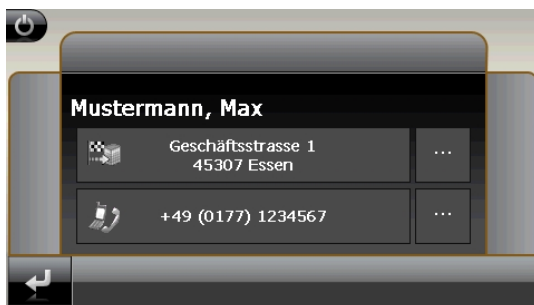 Mustermann, Max
Geschäftsstrasse 1
45307 Essen
...
+49 (0177) 1234567
...